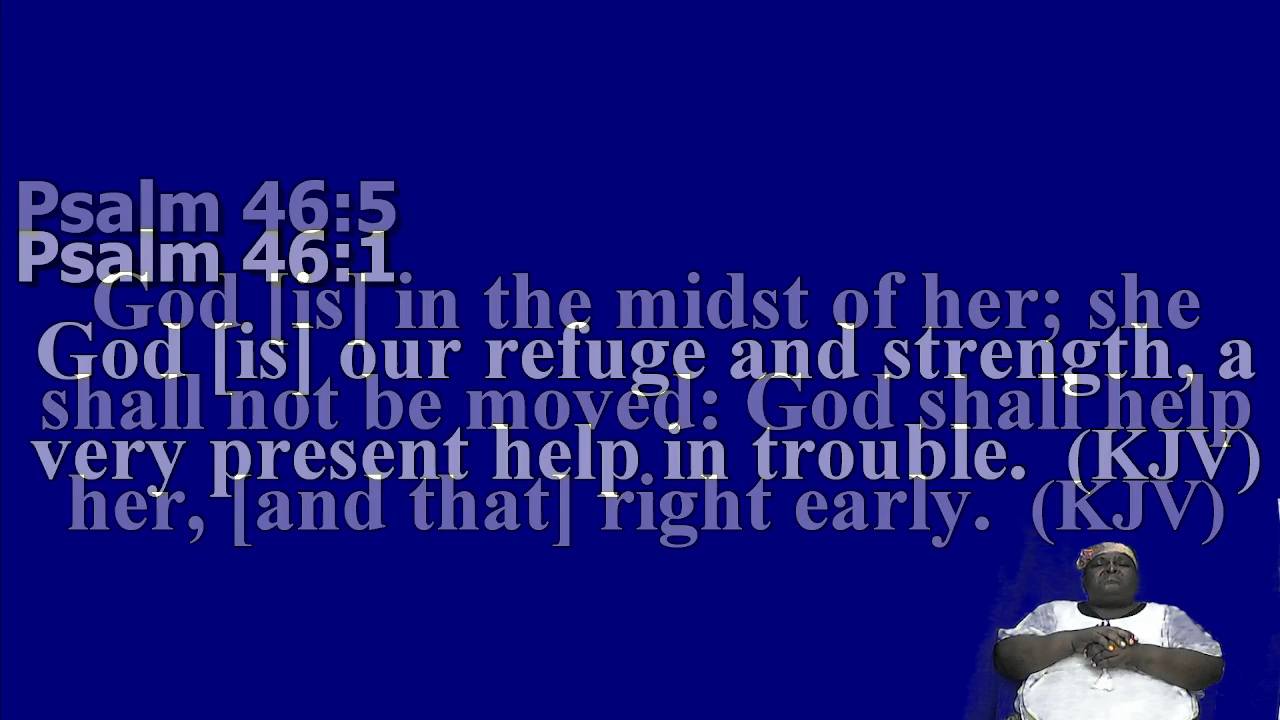 Psalm 46:5
Psalm 46:1
God [is] in the midst of her; she
God [is] our refuge and strength, a
shall not be moved: God shall help
very present help in trouble.  (KJV)
her, [and that] right early.  (KJV)